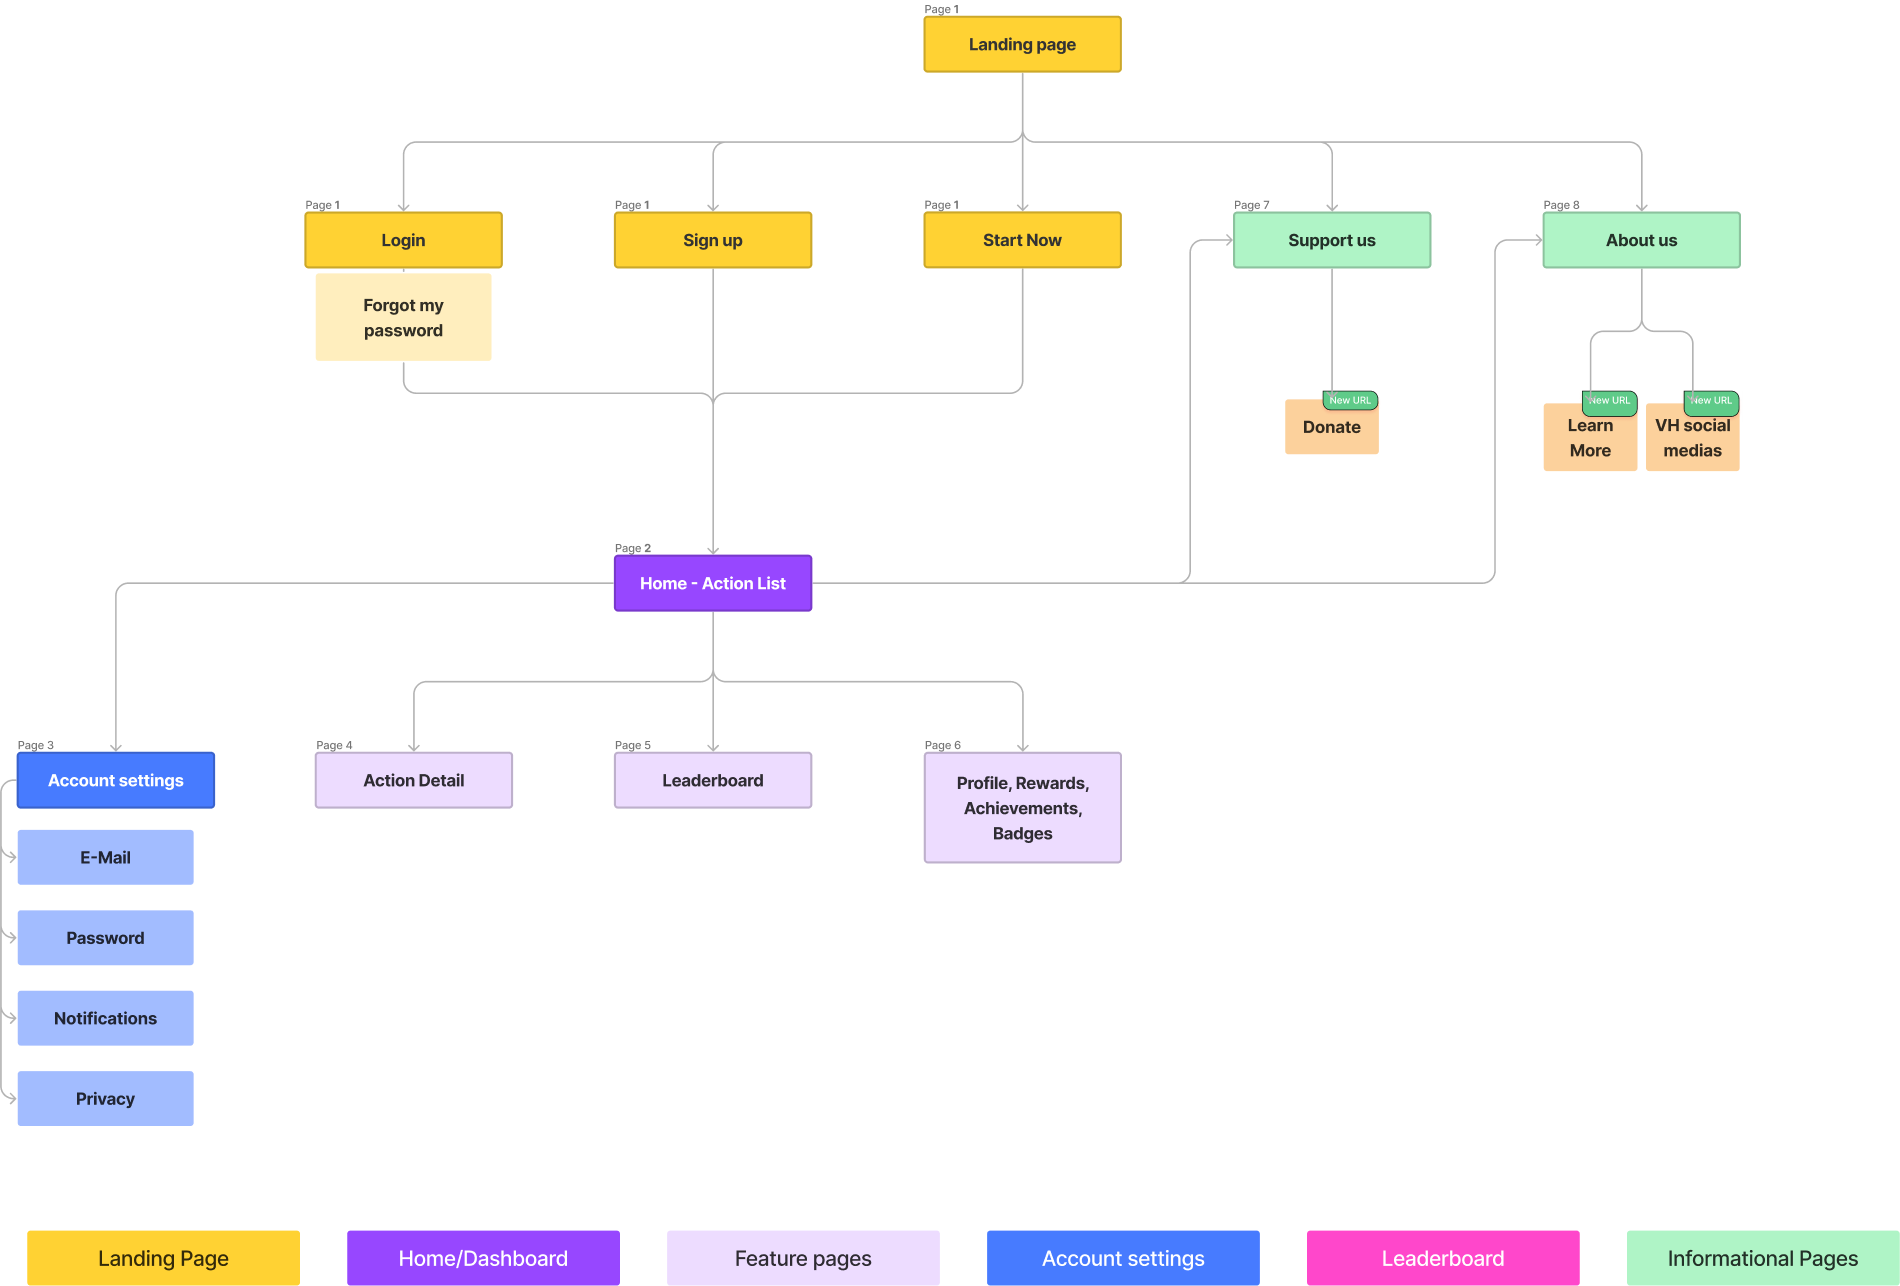 Page 1
Landing page
Page 1
Login
Page 1
Sign up
Page 1
Start Now
Page 7
Support us
Page 8
About us
Forgot my
password
New URL
Donate
New URL
Learn
More
New URL
VH social
medias
Page 2
Home - Action List
Page 3
Account settings
Page 4
Action Detail
Page 5
Leaderboard
Page 6
Profile, Rewards,
Achievements,
Badges
E-Mail
Password
Notifications
Privacy
Landing Page
Home/Dashboard
Feature pages
Account settings
Leaderboard
Informational Pages